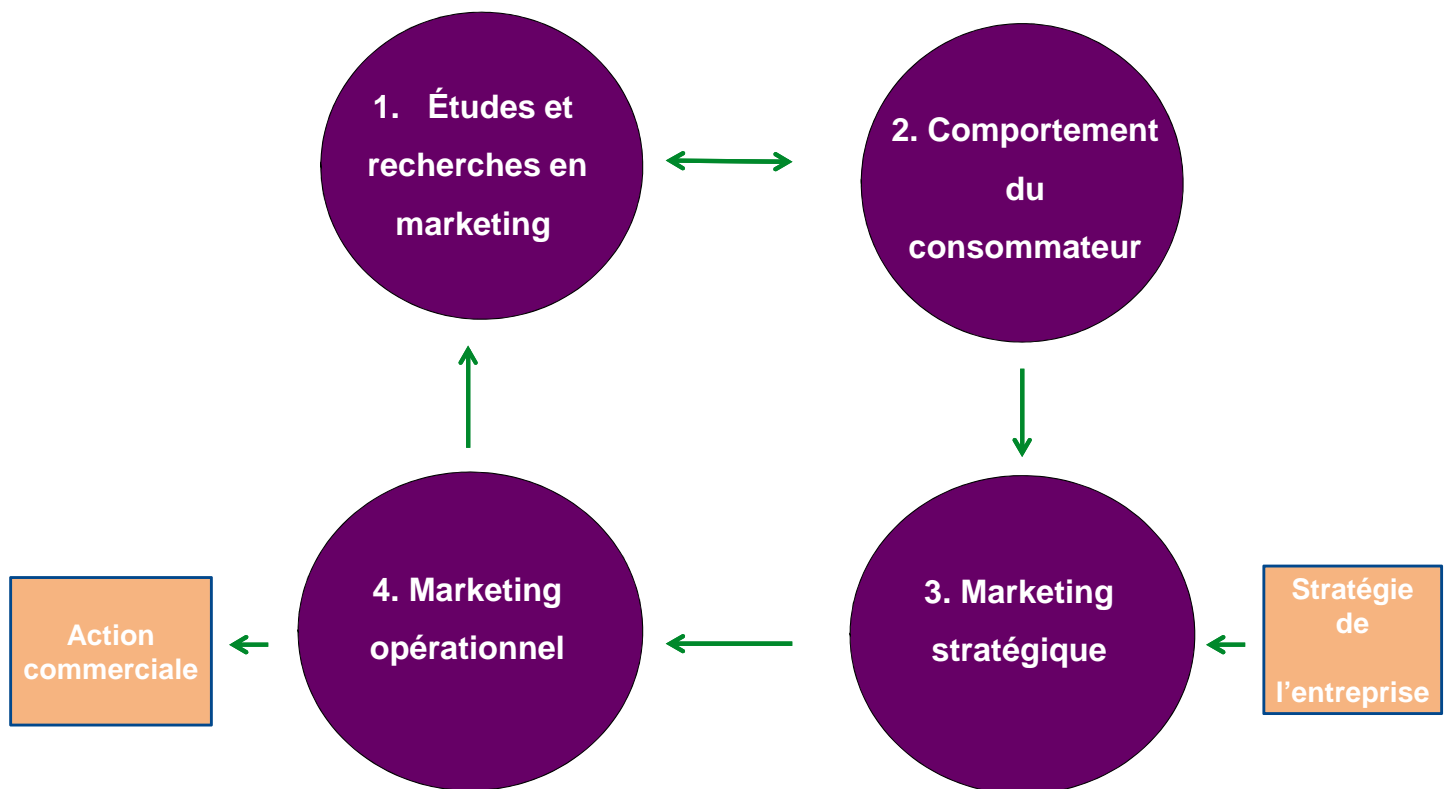 1. Études et
recherches en
marketing
2. Comportement
du
consommateur
4. Marketing
opérationnel
3. Marketing
stratégique
Action
commerciale
Stratégie
de
l’entreprise